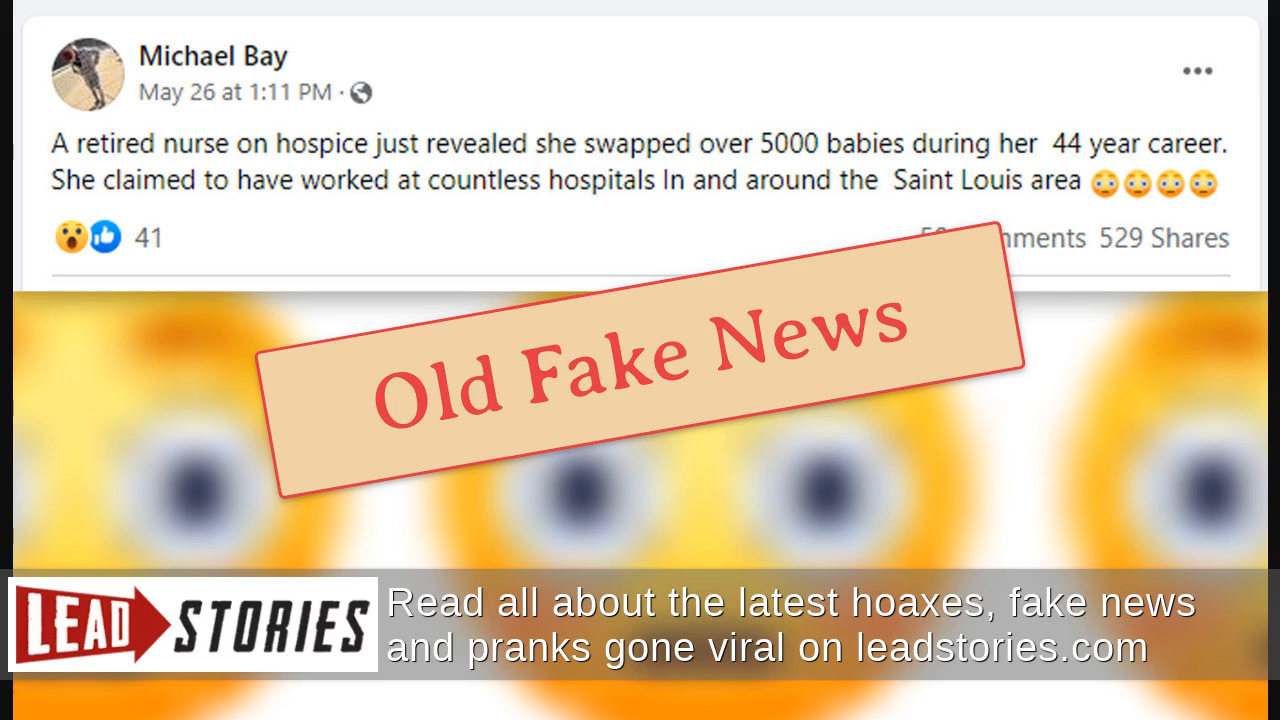 Michael Bay
May 26 at 1:11 PM ·
A retired nurse on hospice just revealed she swapped over 5000 babies during her 44 year career.
She claimed to have worked at countless hospitals In and around the Saint Louis area 😳😳😳😳
41
529 Shares
Old Fake News
LEAD STORIES
Read all about the latest hoaxes, fake news
and pranks gone viral on leadstories.com